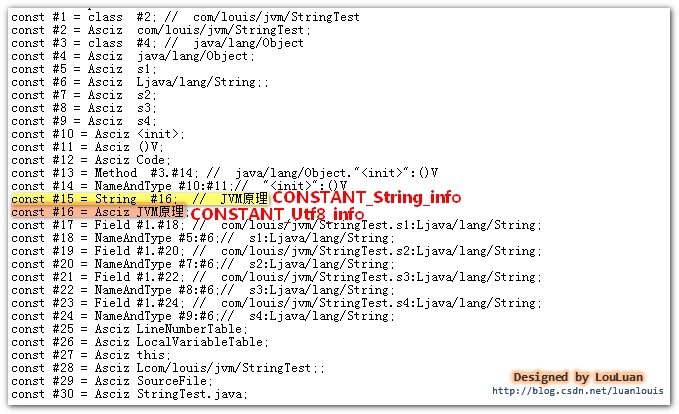 const #1 = class  #2; //  com/louis/jvm/StringTest
const #2 = Asciz  com/louis/jvm/StringTest;
const #3 = class  #4; //  java/lang/Object
const #4 = Asciz  java/lang/Object;
const #5 = Asciz  s1;
const #6 = Asciz  Ljava/lang/String;;
const #7 = Asciz  s2;
const #8 = Asciz  s3;
const #9 = Asciz  s4;
const #10 = Asciz <init>;
const #11 = Asciz ()V;
const #12 = Asciz Code;
const #13 = Method  #3.#14; //  java/lang/Object."<init>":()V
const #14 = NameAndType #10:#11;//  "<init>":()V
const #15 = String  #16;  //  JVM原理 CONSTANT_String_info
const #16 = Asciz JVM原理; CONSTANT_Utf8_info
const #17 = Field #1.#18; //  com/louis/jvm/StringTest.s1:Ljava/lang/String;
const #18 = NameAndType #5:#6;//  s1:Ljava/lang/String;
const #19 = Field #1.#20; //  com/louis/jvm/StringTest.s2:Ljava/lang/String;
const #20 = NameAndType #7:#6;//  s2:Ljava/lang/String;
const #21 = Field #1.#22; //  com/louis/jvm/StringTest.s3:Ljava/lang/String;
const #22 = NameAndType #8:#6;//  s3:Ljava/lang/String;
const #23 = Field #1.#24; //  com/louis/jvm/StringTest.s4:Ljava/lang/String;
const #24 = NameAndType #9:#6;//  s4:Ljava/lang/String;
const #25 = Asciz LineNumberTable;
const #26 = Asciz LocalVariableTable;
const #27 = Asciz this;
const #28 = Asciz Lcom/louis/jvm/StringTest;;
const #29 = Asciz SourceFile;
const #30 = Asciz StringTest.java;
Designed by LouLuan
http://blog.csdn.net/luanlouis